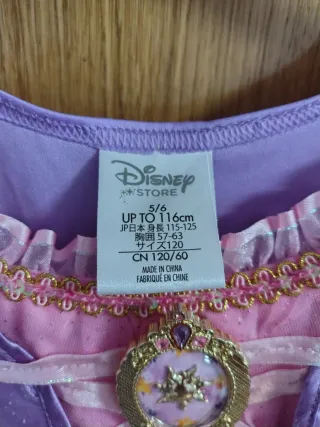 Disney
STORE
5/6
UP TO 116cm
JP日本 身長 115-125
胸囲 57-63
サイズ120
CN 120/60
MADE IN CHINA
FABRIQUÉ EN CHINE